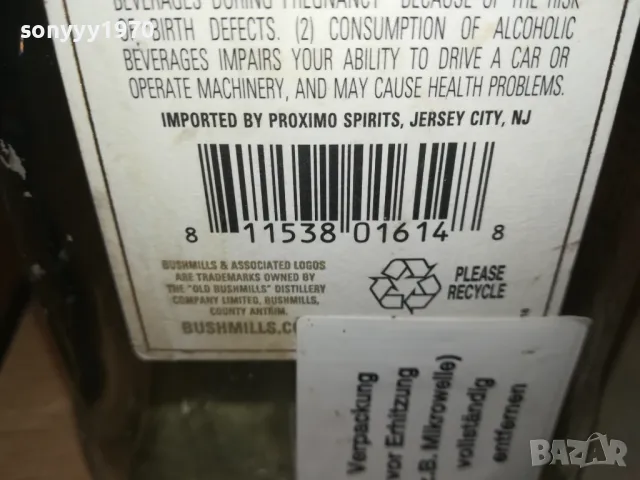 sonyyy1970
BEVERAGES DURING PREGNANCY BECAUSE OF THE RISK
OF BIRTH DEFECTS. (2) CONSUMPTION OF ALCOHOLIC
BEVERAGES IMPAIRS YOUR ABILITY TO DRIVE A CAR OR
OPERATE MACHINERY, AND MAY CAUSE HEALTH PROBLEMS.
IMPORTED BY PROXIMO SPIRITS, JERSEY CITY, NJ
8 11538 01614 8
BUSHMILLS & ASSOCIATED LOGOS
ARE TRADEMARKS OWNED BY
THE "OLD BUSHMILLS" DISTILLERY
COMPANY LIMITED, BUSHMILLS,
COUNTY ANTRIM.
BUSHMILLS.CO
PLEASE
RECYCLE
Verpackung
vor Erhitzung
z.B. Mikrowelle)
vollständig
entfernen
BAZAR